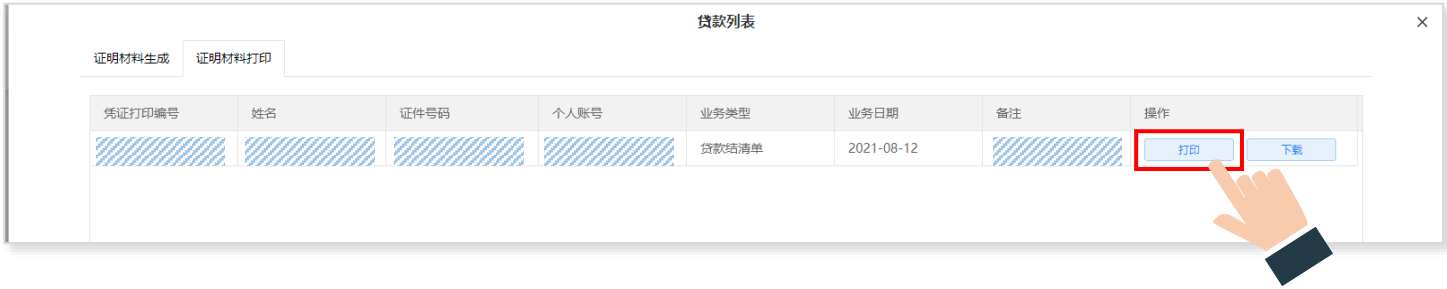 贷款列表 ×
证明材料生成 证明材料打印
凭证打印编号 姓名 证件号码 个人账号 业务类型 业务日期 备注 操作
贷款结清单 2021-08-12 打印 下载